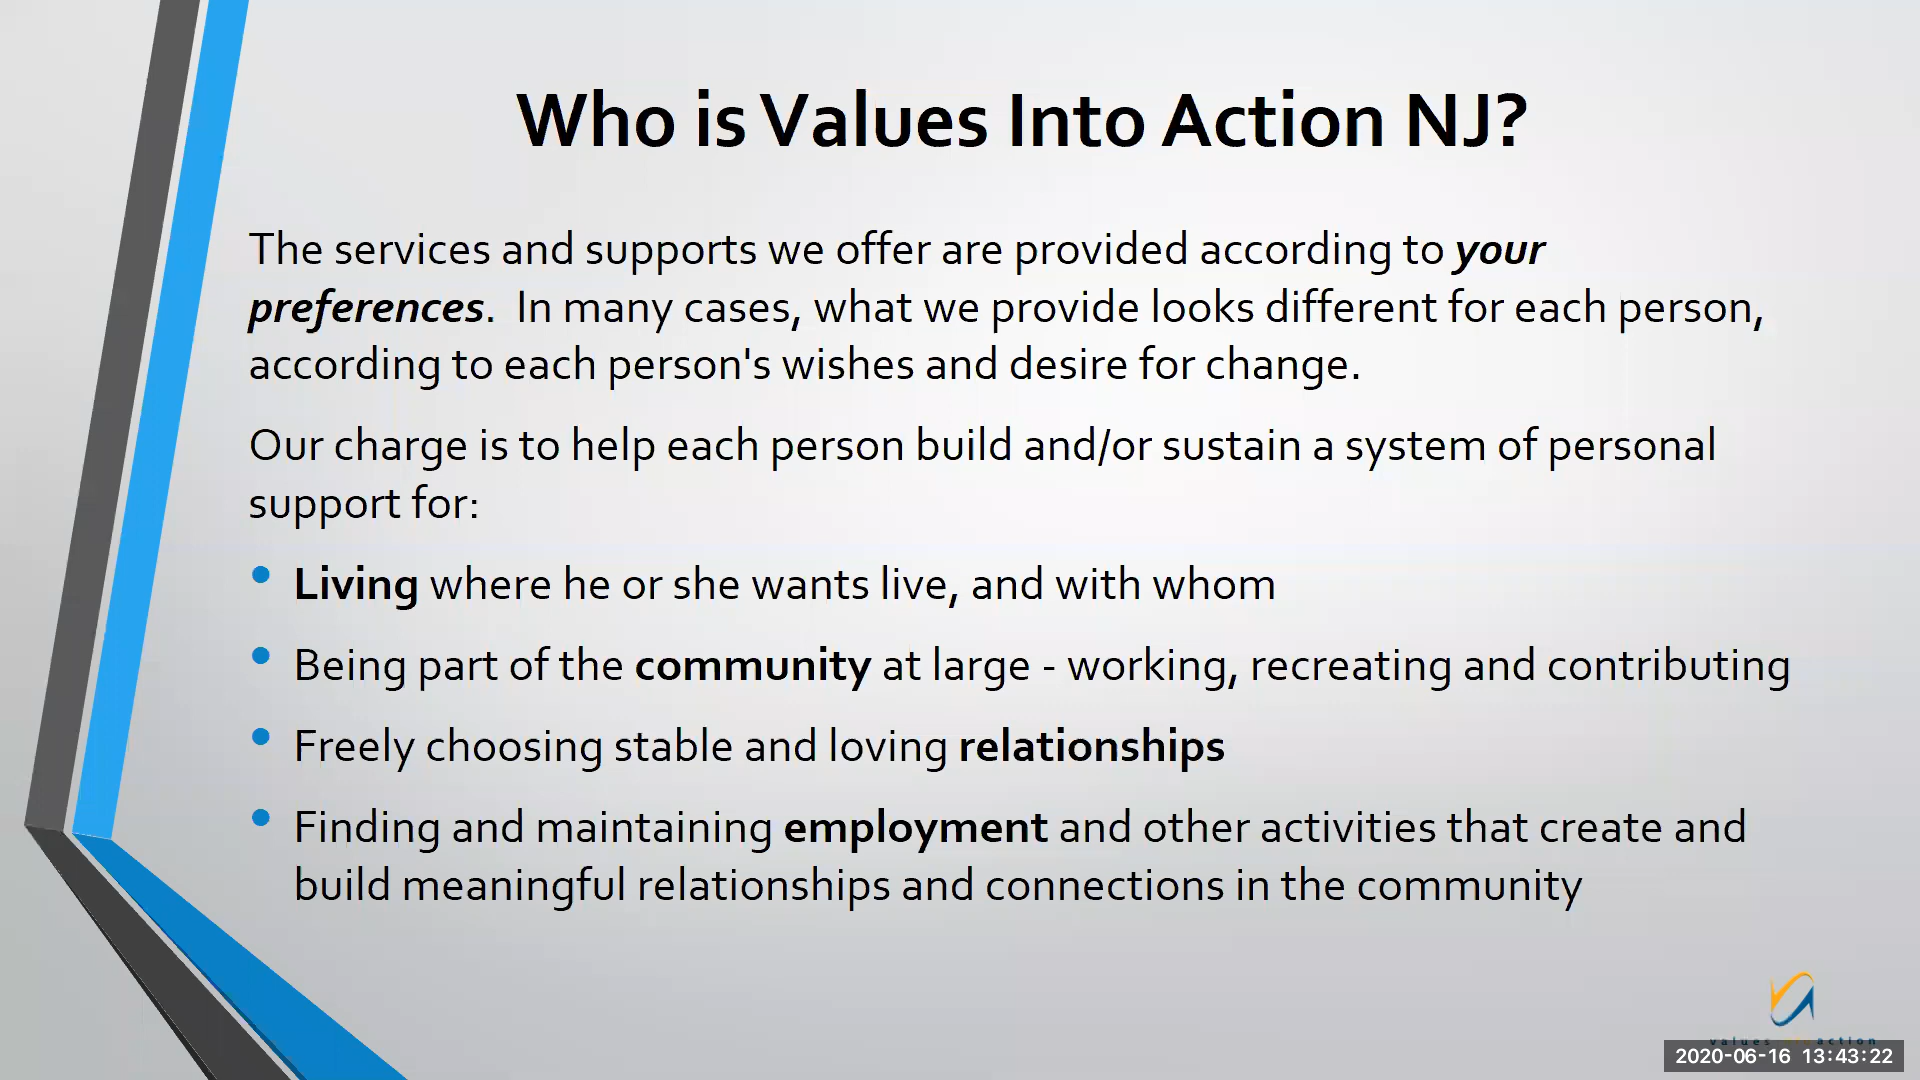 Who is Values Into Action NJ?
The services and supports we offer are provided according to your
preferences.  In many cases, what we provide looks different for each person,
according to each person's wishes and desire for change.
Our charge is to help each person build and/or sustain a system of personal
support for:
• Living where he or she wants live, and with whom
• Being part of the community at large - working, recreating and contributing
• Freely choosing stable and loving relationships
• Finding and maintaining employment and other activities that create and
build meaningful relationships and connections in the community
values action
2020-06-16 13:43:22